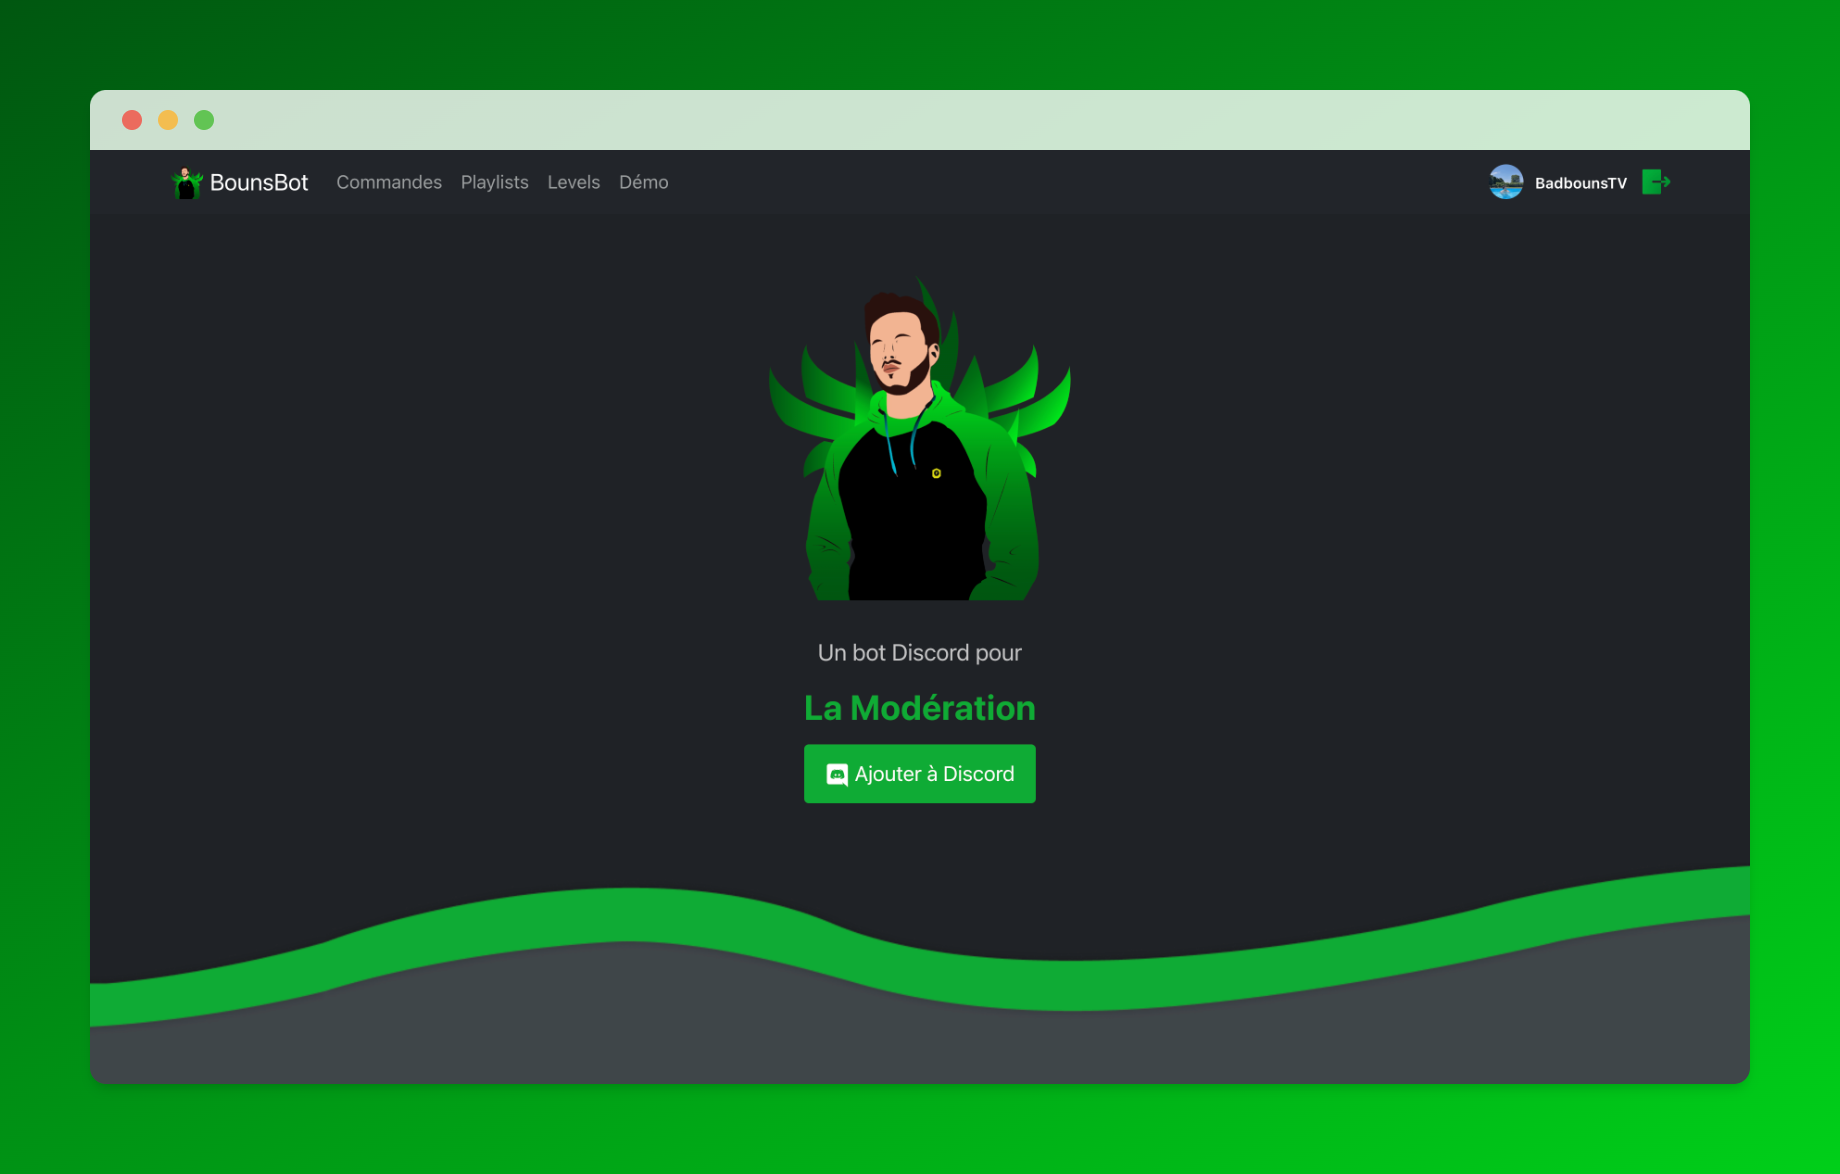 BounsBot Commandes Playlists Levels Démo BadbounsTV
Un bot Discord pour
La Modération
Ajouter à Discord